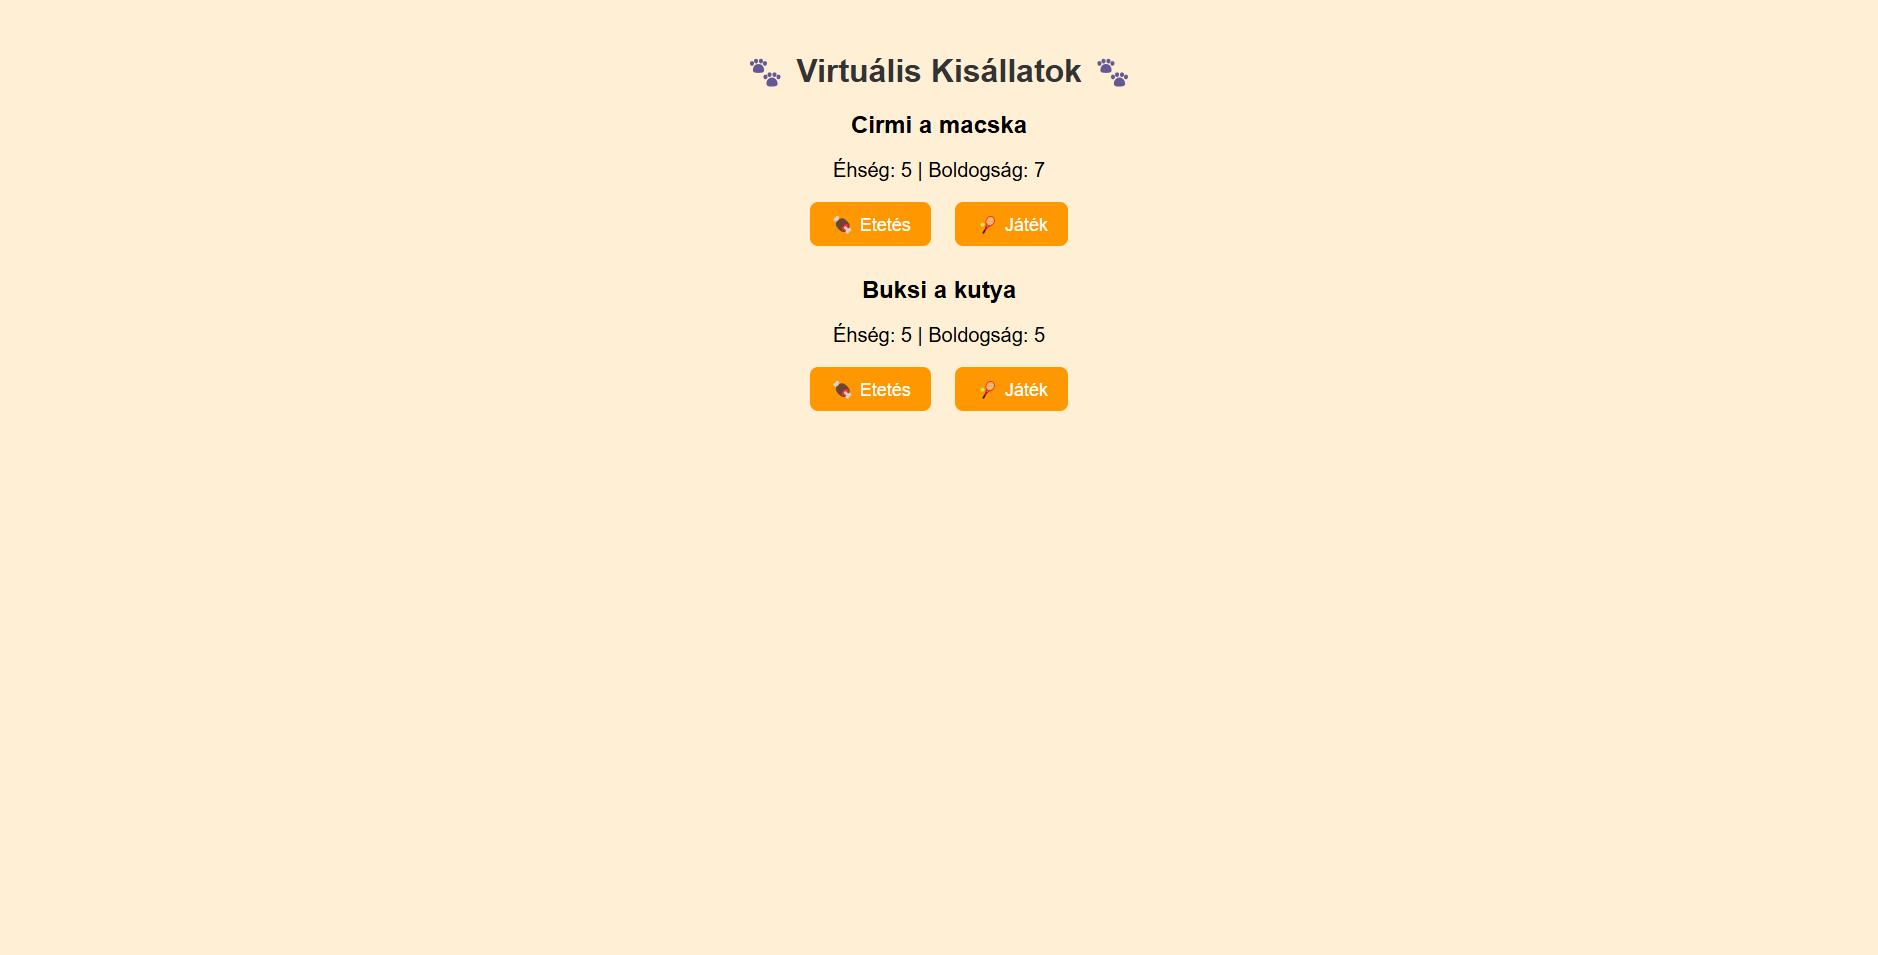 🐾 Virtuális Kisállatok 🐾
Cirmi a macska
Éhség: 5 | Boldogság: 7
🍖 Etetés 🎾 Játék
Buksi a kutya
Éhség: 5 | Boldogság: 5
🍖 Etetés 🎾 Játék